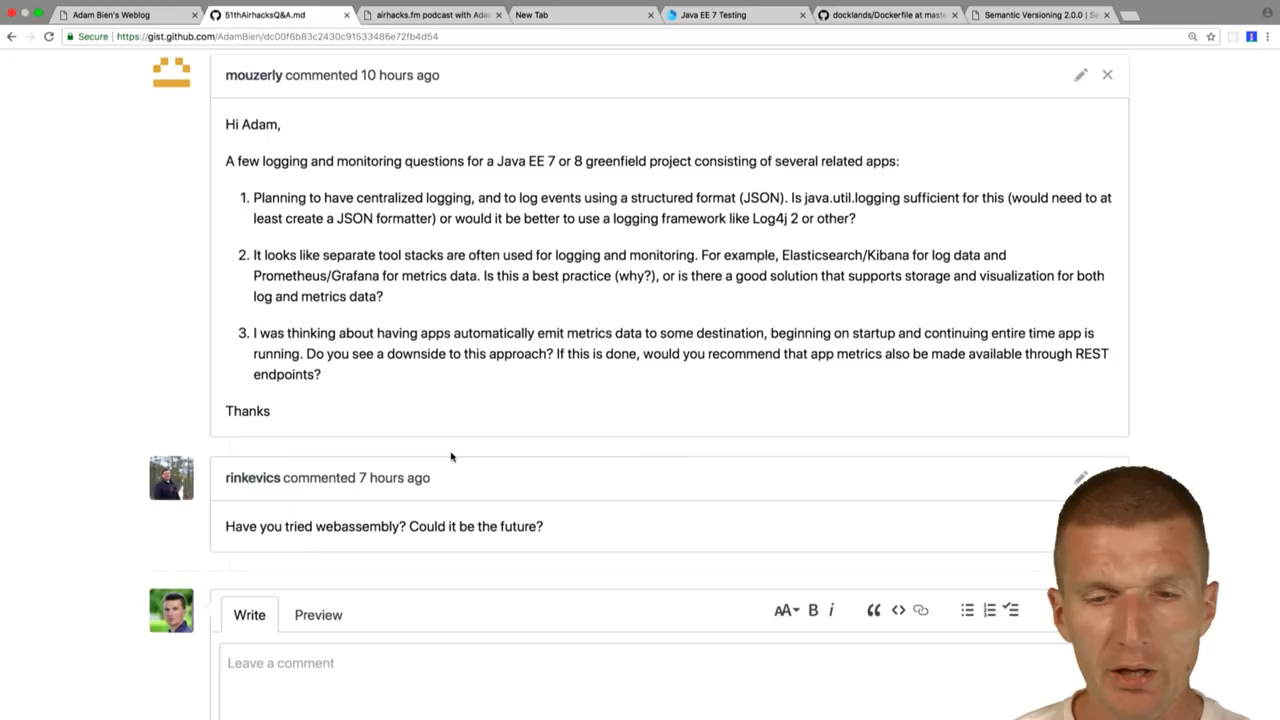 Adam Bien's Weblog
51thAirhacksQ&A.md
airhacks.fm podcast with Ada
New Tab
Java EE 7 Testing
docklands/Dockerfile at maste
Semantic Versioning 2.0.0 | Se
Secure
https://gist.github.com/AdamBien/dc00f6b83c2430c91533486e72fb4d54
mouzerly commented 10 hours ago
Hi Adam,
A few logging and monitoring questions for a Java EE 7 or 8 greenfield project consisting of several related apps:
1. Planning to have centralized logging, and to log events using a structured format (JSON). Is java.util.logging sufficient for this (would need to at
least create a JSON formatter) or would it be better to use a logging framework like Log4j 2 or other?
2. It looks like separate tool stacks are often used for logging and monitoring. For example, Elasticsearch/Kibana for log data and
Prometheus/Grafana for metrics data. Is this a best practice (why?), or is there a good solution that supports storage and visualization for both
log and metrics data?
3. I was thinking about having apps automatically emit metrics data to some destination, beginning on startup and continuing entire time app is
running. Do you see a downside to this approach? If this is done, would you recommend that app metrics also be made available through REST
endpoints?
Thanks
rinkevics commented 7 hours ago
Have you tried webassembly? Could it be the future?
Write
Preview
AA
B
i
Leave a comment